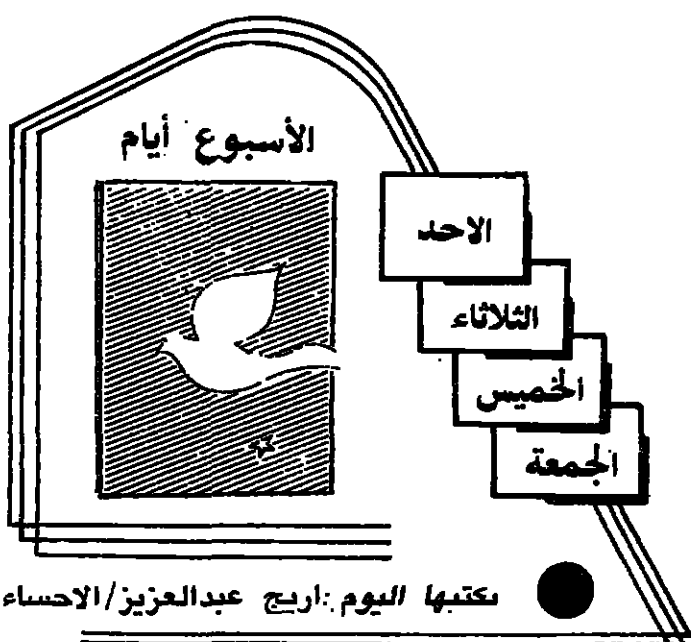 الأسبوع أيام
الاحد
الثلاثاء
الخميس
الجمعة
يكتبها اليوم :اريج عبدالعزيز/الاحساء